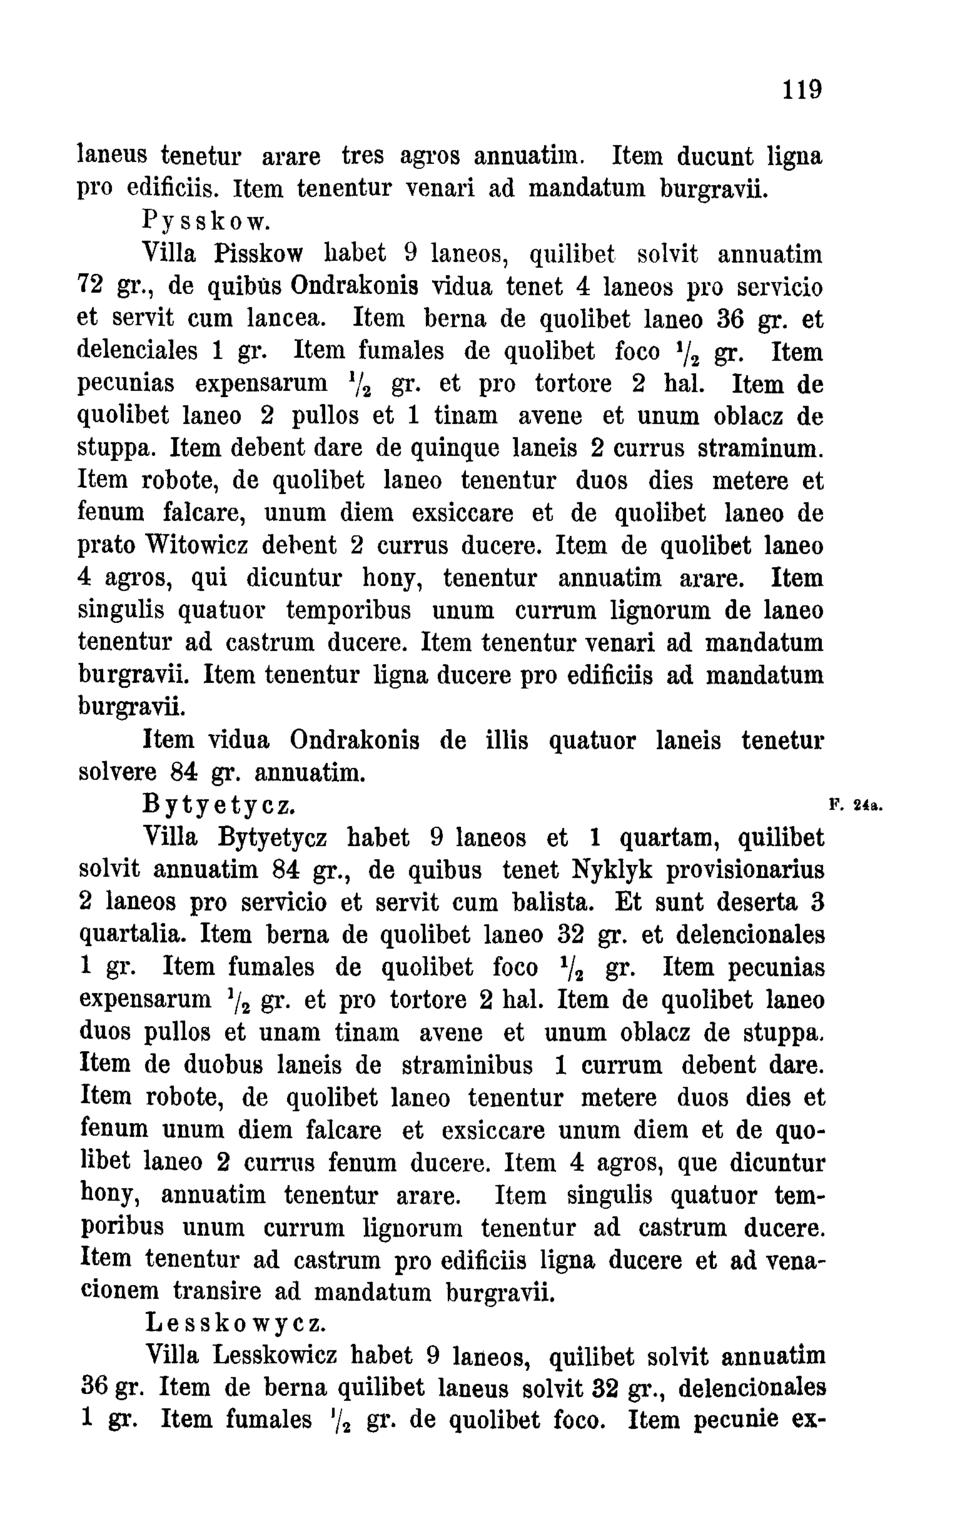 119
laneus tenetur arare tres agros annuatim. Item ducunt ligna
pro edificiis. Item tenentur venari ad mandatum burgravii.
Pysskow.
Villa Pisskow habet 9 laneos, quilibet solvit annuatim
72 gr., de quibus Ondrakonis vidua tenet 4 laneos pro servicio
et servit cum lancea. Item berna de quolibet laneo 36 gr. et
delenciales 1 gr. Item fumales de quolibet foco 1/2 gr. Item
pecunias expensarum 1/2 gr. et pro tortore 2 hal. Item de
quolibet laneo 2 pullos et 1 tinam avene et unum oblacz de
stuppa. Item debent dare de quinque laneis 2 currus straminum.
Item robote, de quolibet laneo tenentur duos dies metere et
fenum falcare, unum diem exsiccare et de quolibet laneo de
prato Witowicz debent 2 currus ducere. Item de quolibet laneo
4 agros, qui dicuntur hony, tenentur annuatim arare. Item
singulis quatuor temporibus unum currum lignorum de laneo
tenentur ad castrum ducere. Item tenentur venari ad mandatum
burgravii. Item tenentur ligna ducere pro edificiis ad mandatum
burgravii.
Item vidua Ondrakonis de illis quatuor laneis tenetur
solvere 84 gr. annuatim.
Bytyetycz. F. 24a.
Villa Bytyetycz habet 9 laneos et 1 quartam, quilibet
solvit annuatim 84 gr., de quibus tenet Nyklyk provisionarius
2 laneos pro servicio et servit cum balista. Et sunt deserta 3
quartalia. Item berna de quolibet laneo 32 gr. et delencionales
1 gr. Item fumales de quolibet foco 1/2 gr. Item pecunias
expensarum 1/2 gr. et pro tortore 2 hal. Item de quolibet laneo
duos pullos et unam tinam avene et unum oblacz de stuppa.
Item de duobus laneis de straminibus 1 currum debent dare.
Item robote, de quolibet laneo tenentur metere duos dies et
fenum unum diem falcare et exsiccare unum diem et de quo-
libet laneo 2 currus fenum ducere. Item 4 agros, que dicuntur
hony, annuatim tenentur arare. Item singulis quatuor tem-
poribus unum currum lignorum tenentur ad castrum ducere.
Item tenentur ad castrum pro edificiis ligna ducere et ad vena-
cionem transire ad mandatum burgravii.
Lesskowycz.
Villa Lesskowicz habet 9 laneos, quilibet solvit annuatim
36 gr. Item de berna quilibet laneus solvit 32 gr., delencionales
1 gr. Item fumales 1/2 gr. de quolibet foco. Item pecunie ex-